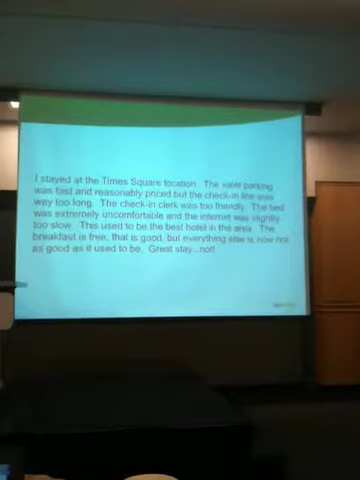 I stayed at the Times Square location. The valet parking
was fast and reasonably priced but the check-in line was
way too long. The check-in clerk was too friendly. The bed
was extremely uncomfortable and the internet was slightly
too slow. This used to be the best hotel in the area. The
breakfast is free, that is good, but everything else is now not
as good as it used to be. Great stay...not!